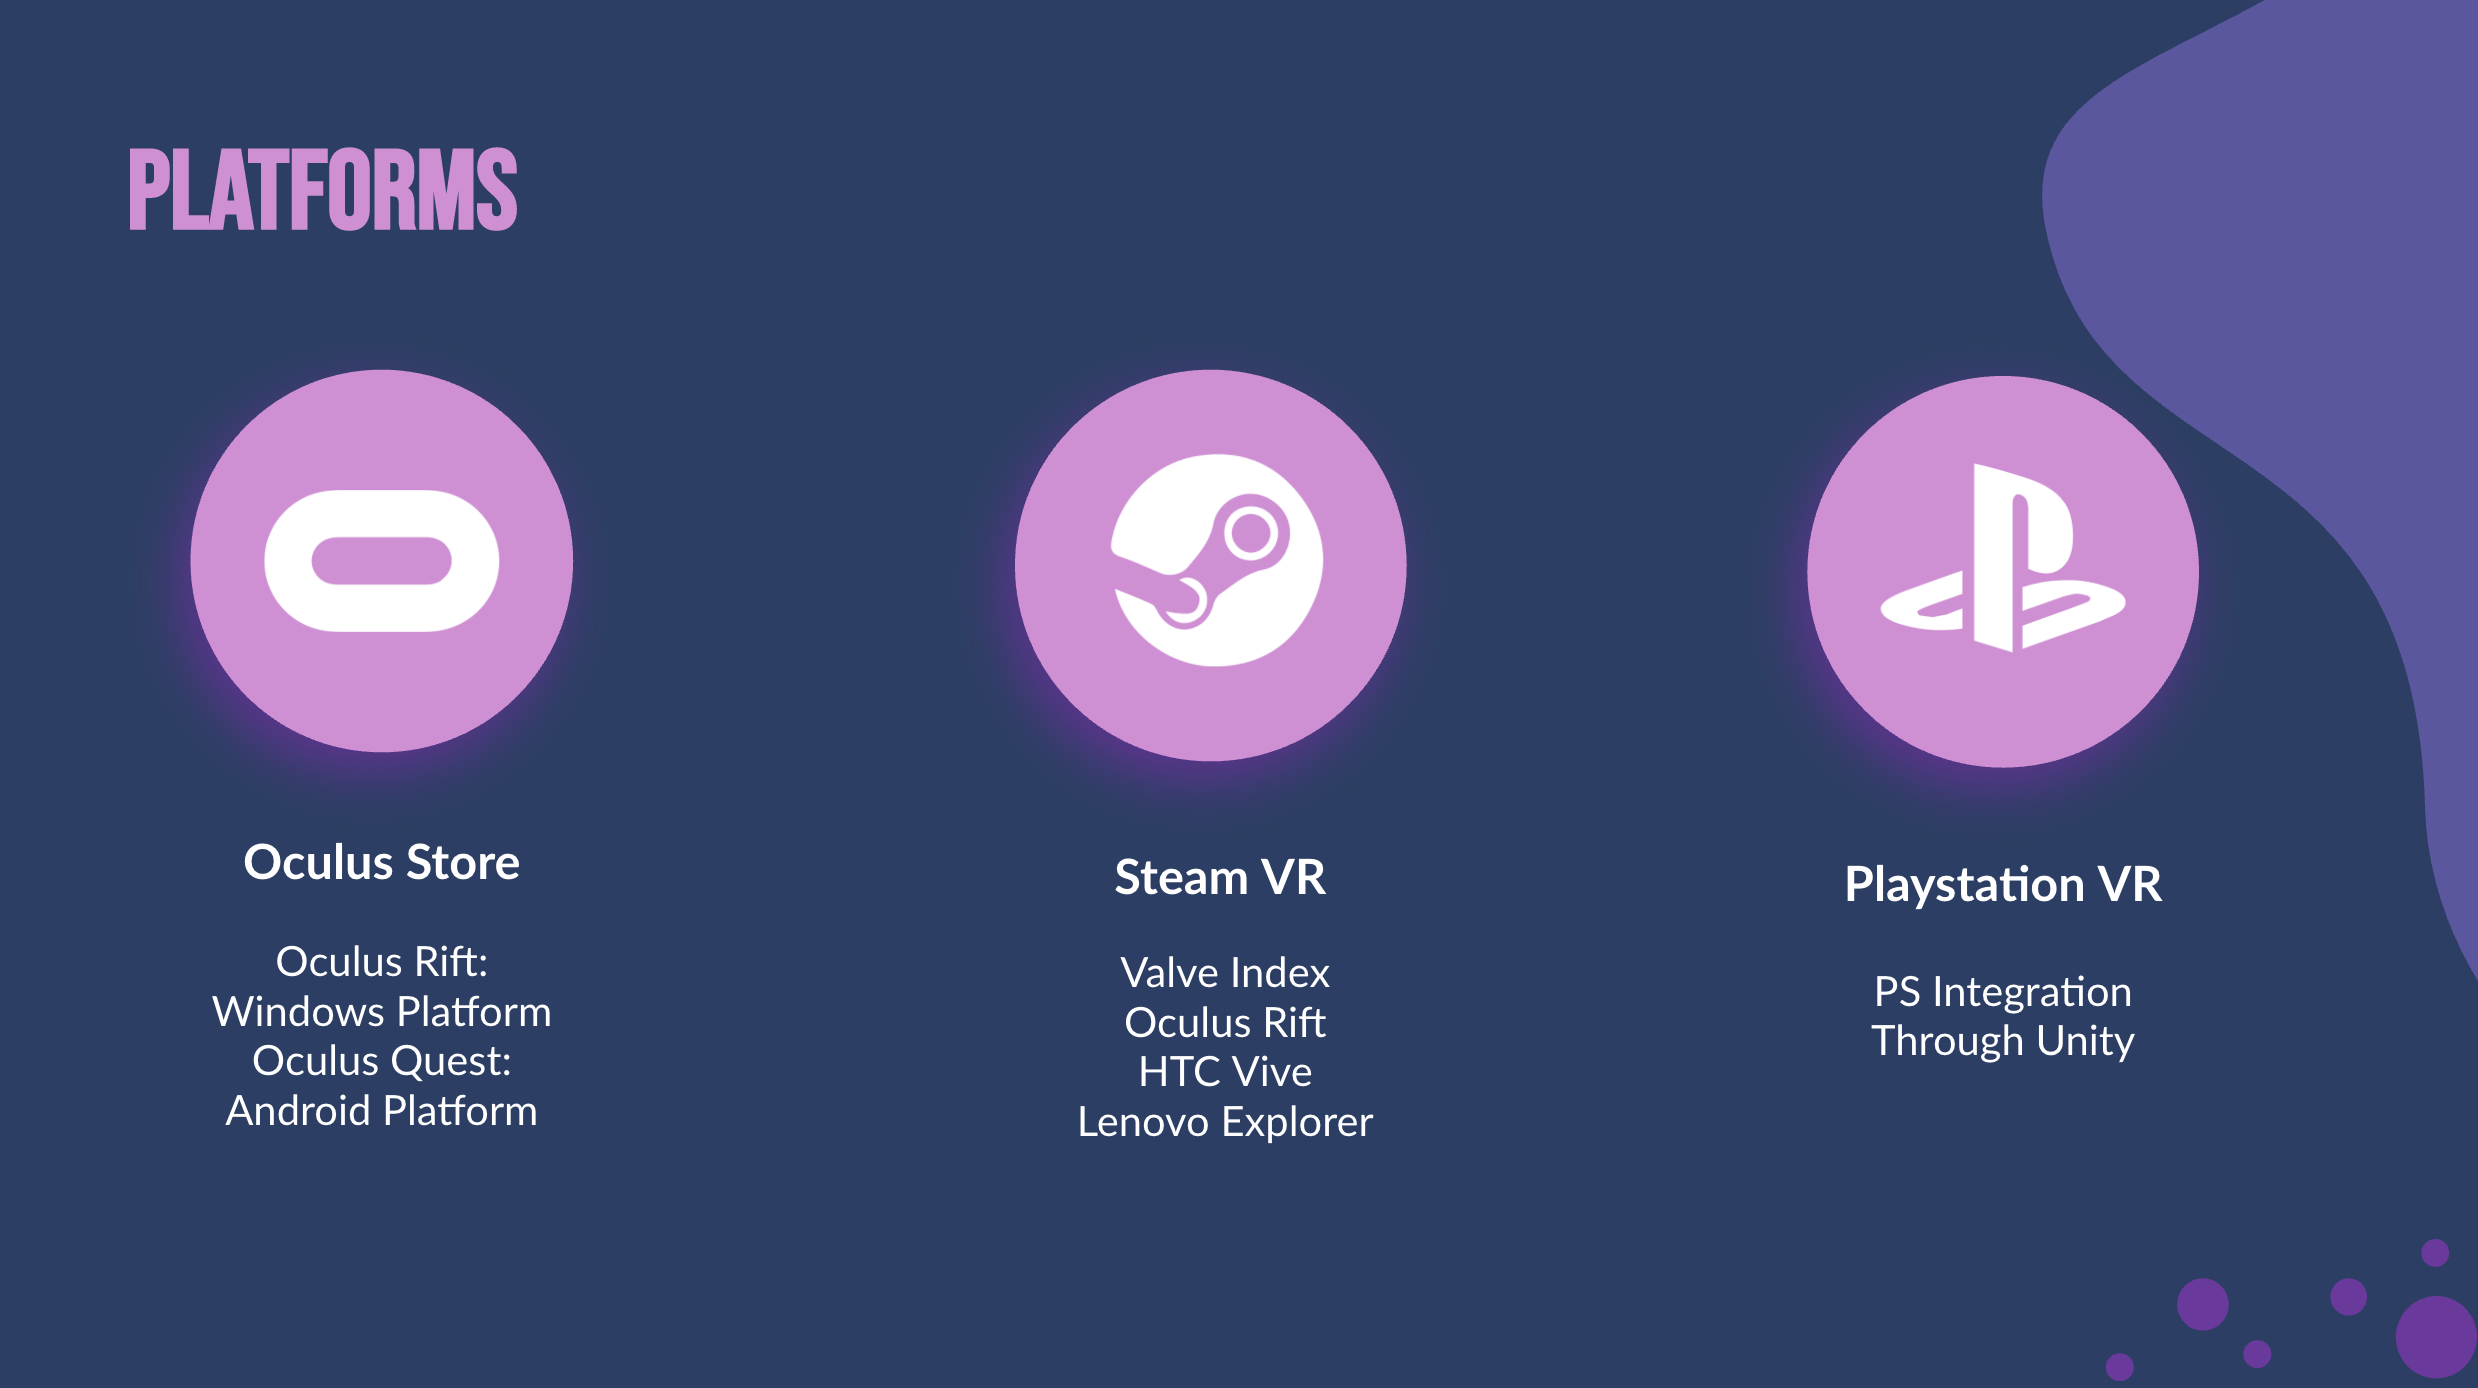 PLATFORMS
Oculus Store
Oculus Rift:
Windows Platform
Oculus Quest:
Android Platform
Steam VR
Valve Index
Oculus Rift
HTC Vive
Lenovo Explorer
Playstation VR
PS Integration
Through Unity